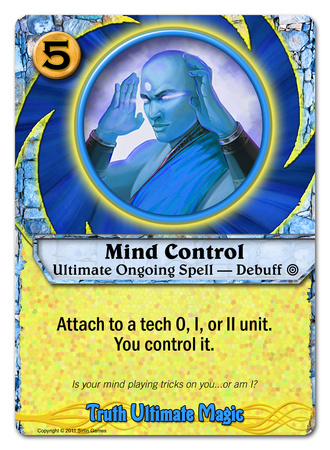 5
Mind Control
Ultimate Ongoing Spell — Debuff ◎
Attach to a tech 0, I, or II unit.
You control it.
Is your mind playing tricks on you...or am I?
Truth Ultimate Magic
Copyright © 2011 Sirlin Games